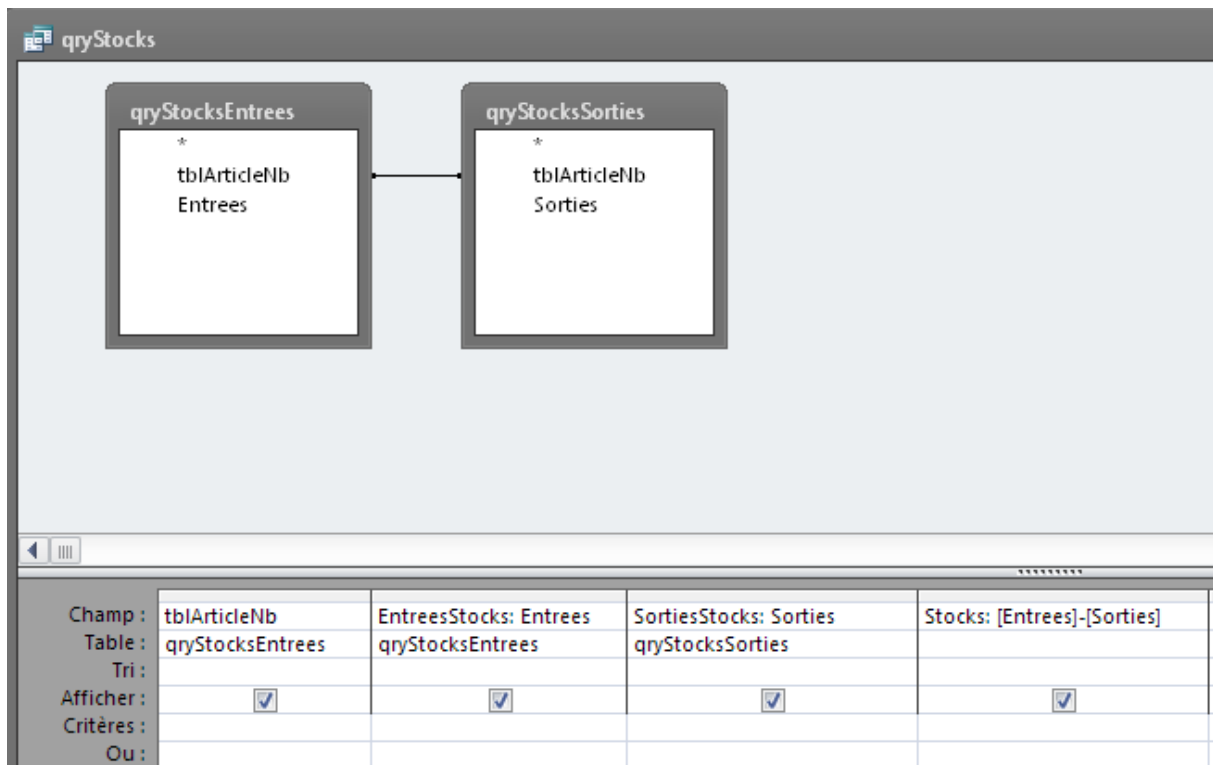 qryStocks
qryStocksEntrees
*
tblArticleNb
Entrees
qryStocksSorties
*
tblArticleNb
Sorties
Champ : tblArticleNb EntreesStocks: Entrees SortiesStocks: Sorties Stocks: [Entrees]-[Sorties]
Table : qryStocksEntrees qryStocksEntrees qryStocksSorties
Tri :
Afficher :
Critères :
Ou :